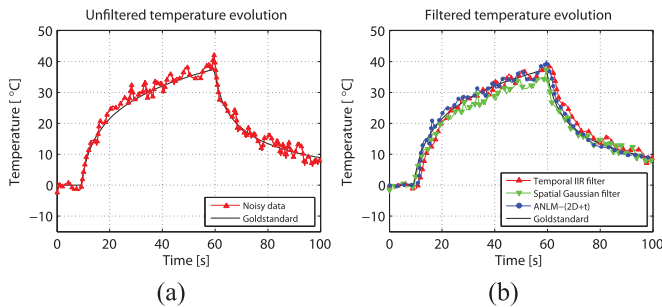 Unfiltered temperature evolution
50
40
30
20
10
0
−10
Temperature[ °C]
0
20
40
60
80
100
Time [s]
Noisy data
Goldstandard
(a)
Filtered temperature evolution
50
40
30
20
10
0
−10
Temperature[ °C]
0
20
40
60
80
100
Time [s]
Temporal IIR filter
Spatial Gaussian filter
ANLM−(2D+t)
Goldstandard
(b)